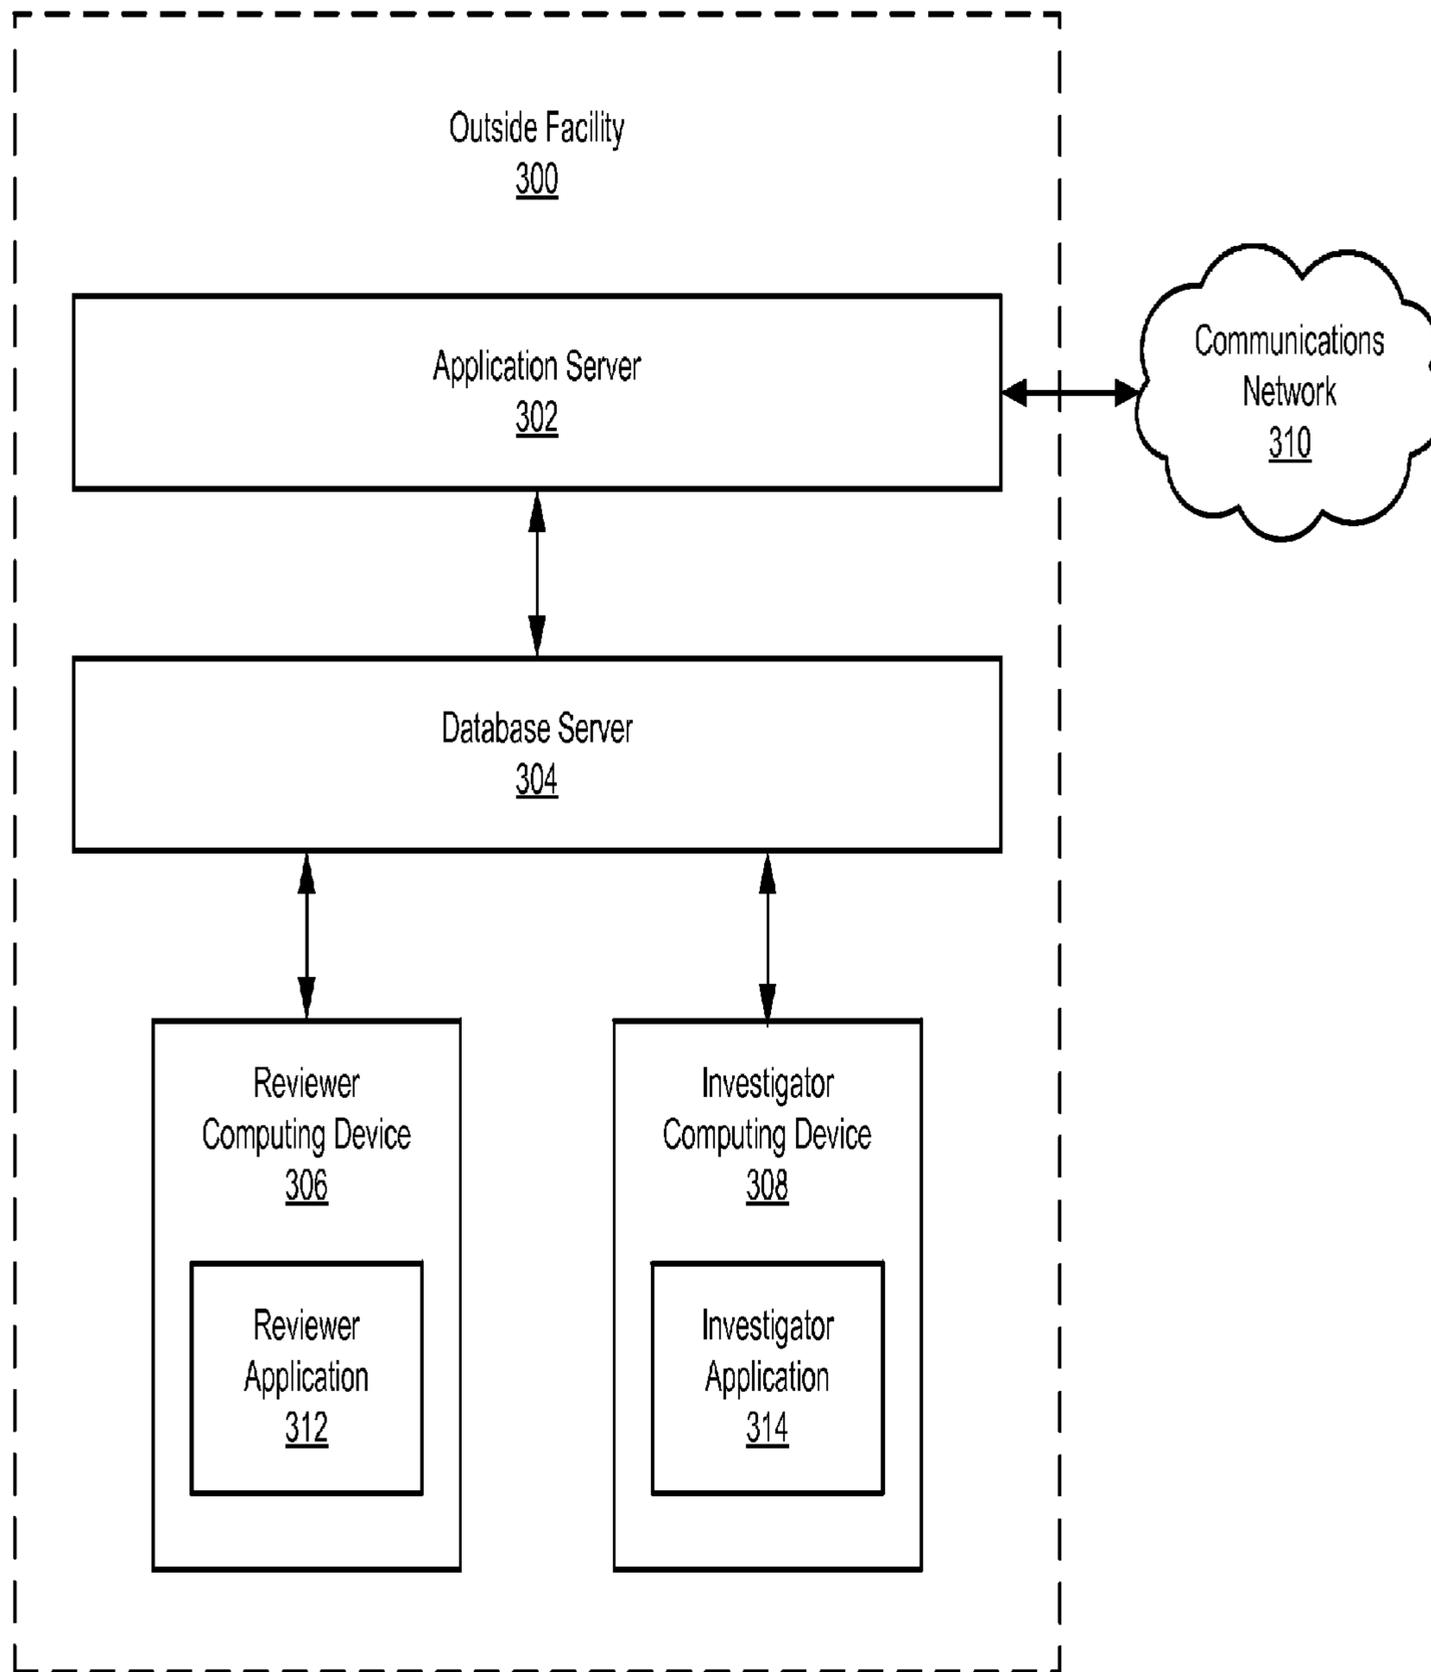 Outside Facility
300
Application Server
302
Communications
Network
310
Database Server
304
Reviewer
Computing Device
306
Investigator
Computing Device
308
Reviewer
Application
312
Investigator
Application
314